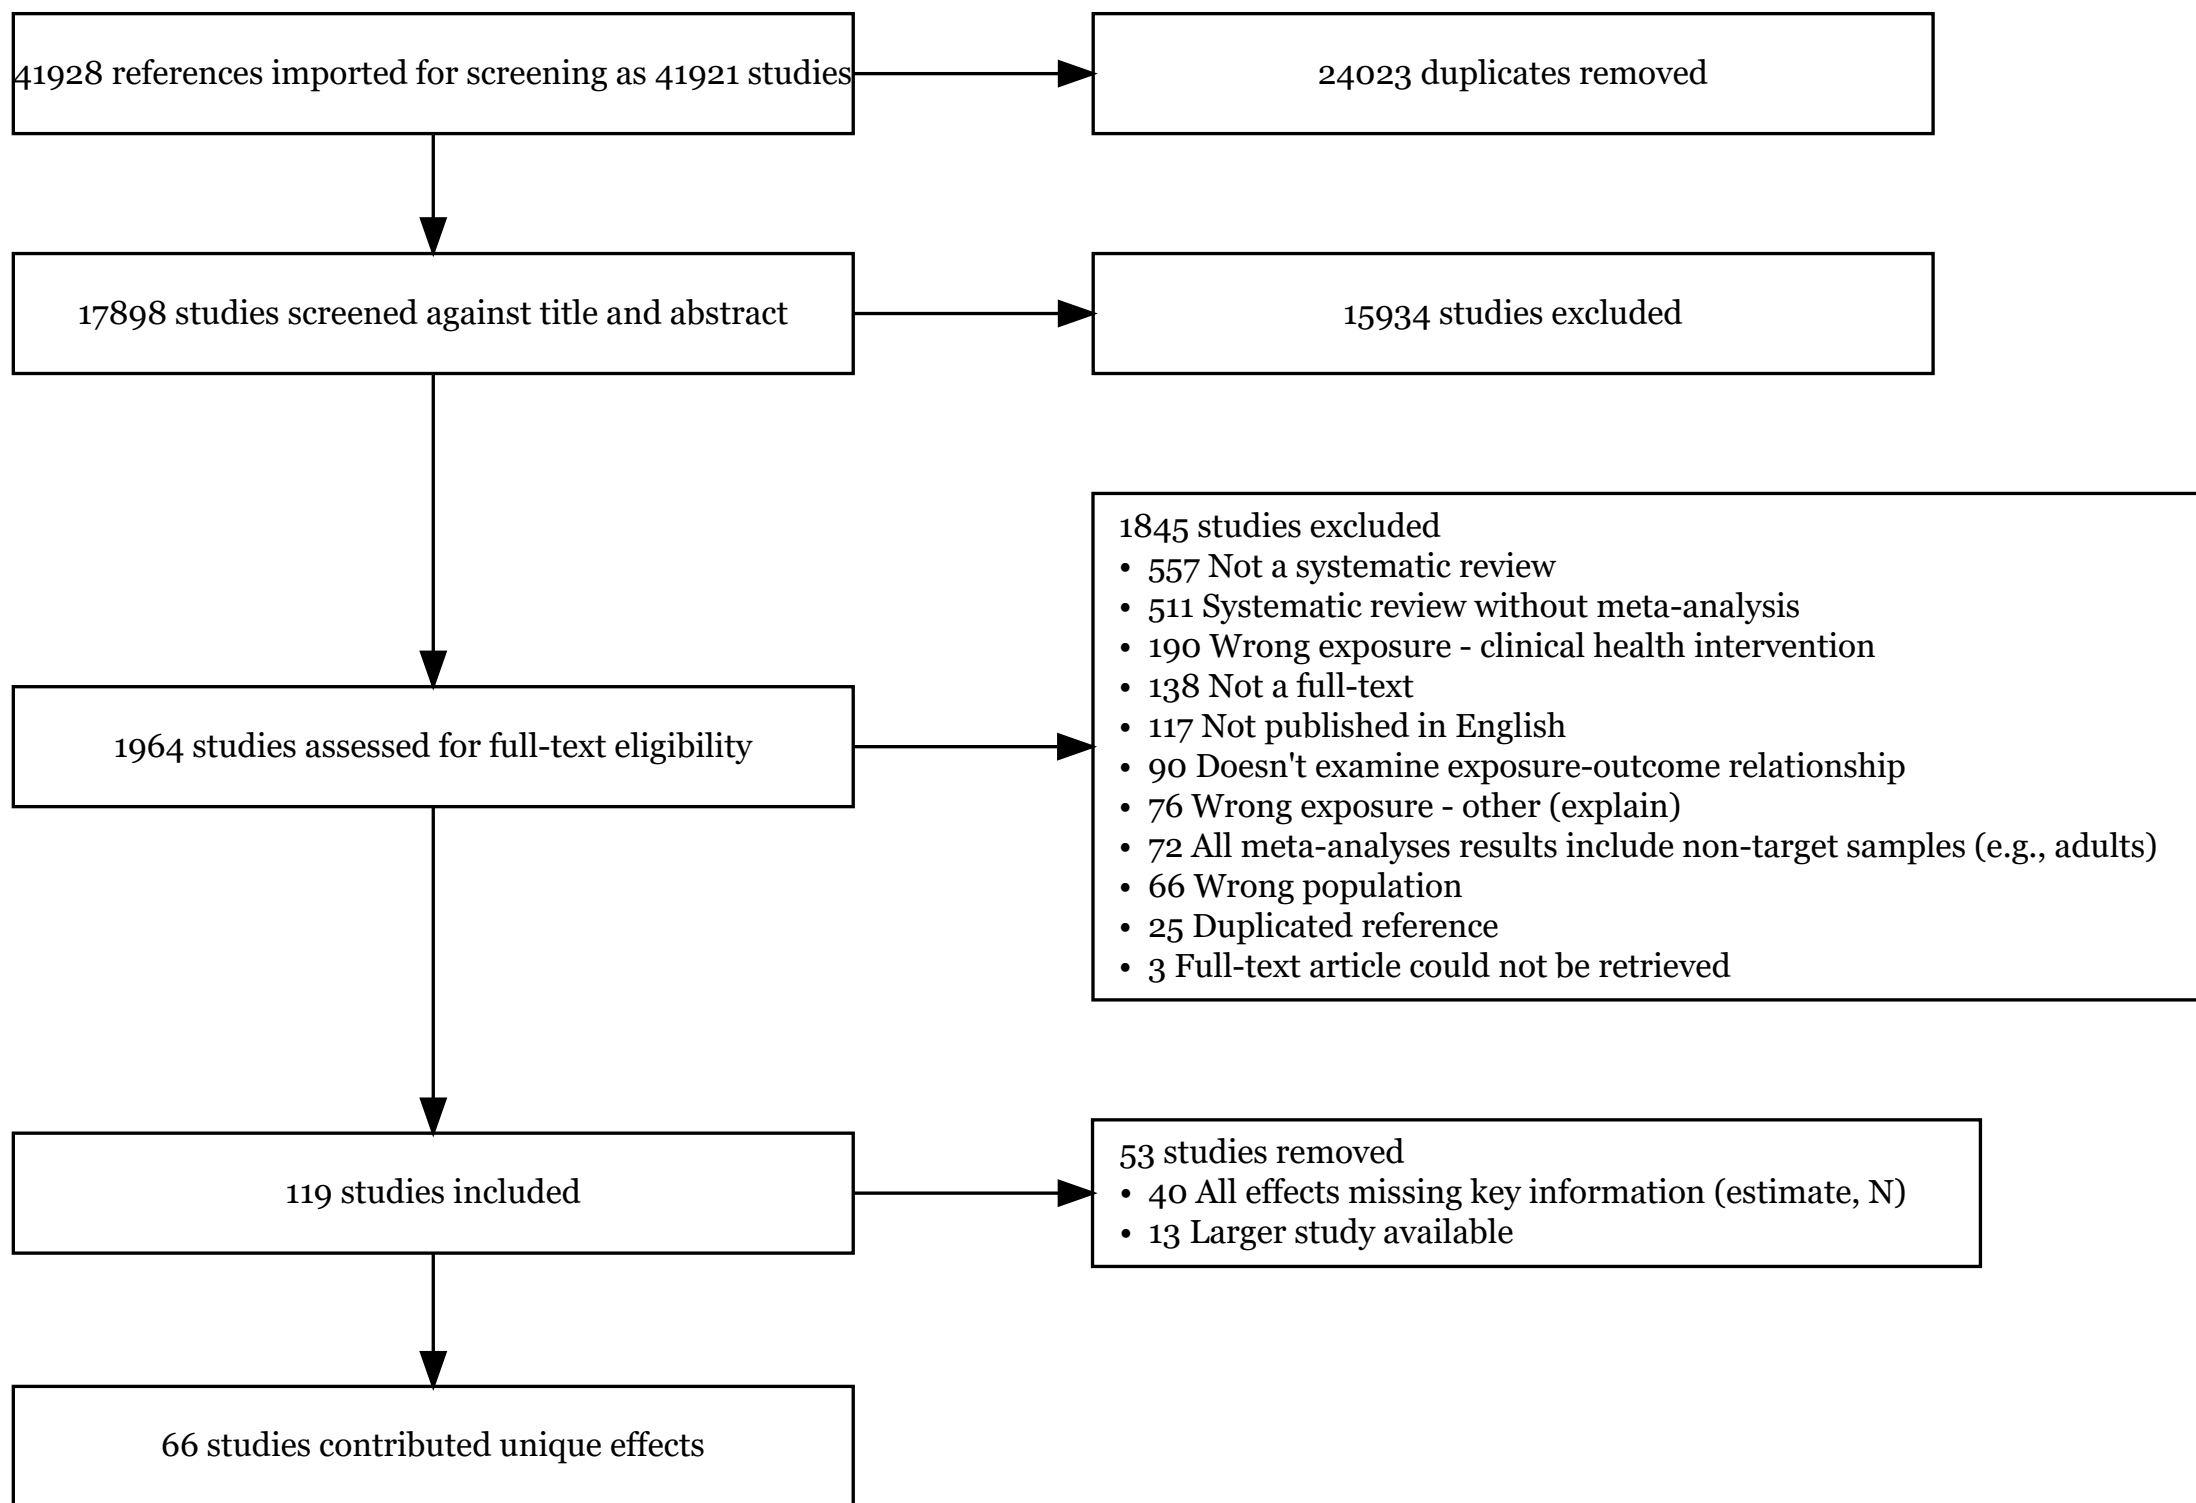 41928 references imported for screening as 41921 studies
24023 duplicates removed
17898 studies screened against title and abstract
15934 studies excluded
1964 studies assessed for full-text eligibility
1845 studies excluded
• 557 Not a systematic review
• 511 Systematic review without meta-analysis
• 190 Wrong exposure - clinical health intervention
• 138 Not a full-text
• 117 Not published in English
• 90 Doesn't examine exposure-outcome relationship
• 76 Wrong exposure - other (explain)
• 72 All meta-analyses results include non-target samples (e.g., adults)
• 66 Wrong population
• 25 Duplicated reference
• 3 Full-text article could not be retrieved
119 studies included
53 studies removed
• 40 All effects missing key information (estimate, N)
• 13 Larger study available
66 studies contributed unique effects